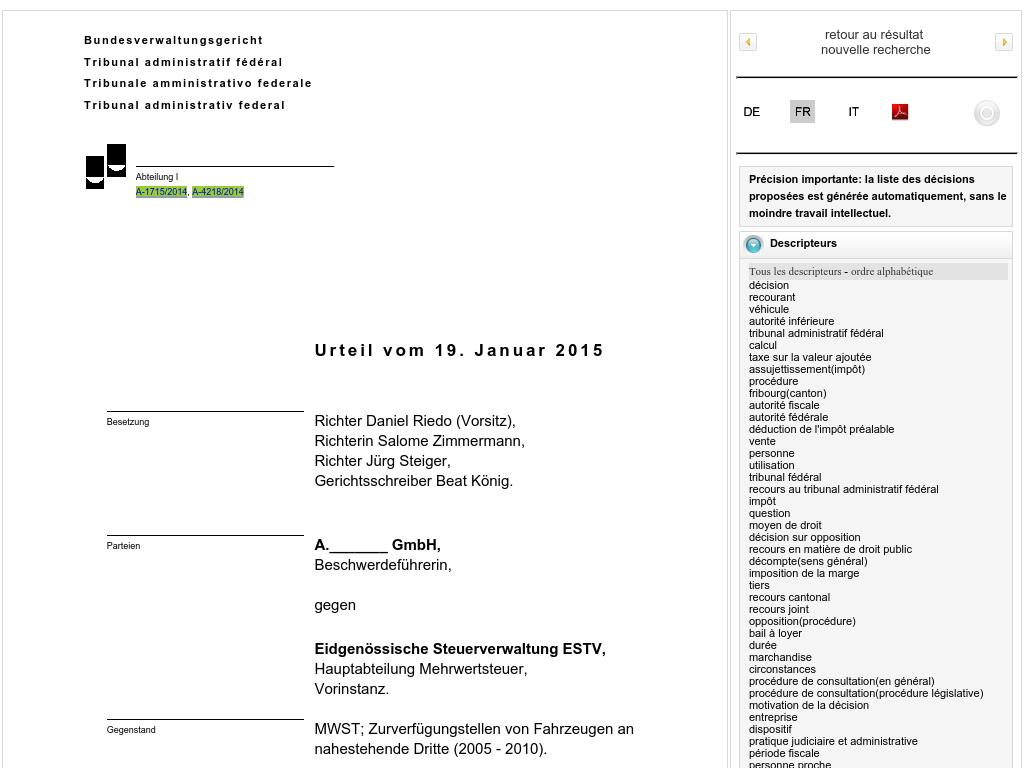 Bundesverwaltungsgericht
Tribunal administratif fédéral
Tribunale amministrativo federale
Tribunal administrativ federal
Abteilung I
A-1715/2014, A-4218/2014
Urteil vom 19. Januar 2015
Besetzung
Richter Daniel Riedo (Vorsitz),
Richterin Salome Zimmermann,
Richter Jürg Steiger,
Gerichtsschreiber Beat König.
Parteien
A._______ GmbH,
Beschwerdeführerin,
gegen
Eidgenössische Steuerverwaltung ESTV,
Hauptabteilung Mehrwertsteuer,
Vorinstanz.
Gegenstand
MWST; Zurverfügungstellen von Fahrzeugen an
nahestehende Dritte (2005 - 2010).
retour au résultat
nouvelle recherche
DE FR IT
Précision importante: la liste des décisions
proposées est générée automatiquement, sans le
moindre travail intellectuel.
Descripteurs
Tous les descripteurs - ordre alphabétique
décision
recourant
véhicule
autorité inférieure
tribunal administratif fédéral
calcul
taxe sur la valeur ajoutée
assujettissement(impôt)
procédure
fribourg(canton)
autorité fiscale
autorité fédérale
déduction de l'impôt préalable
vente
personne
utilisation
tribunal fédéral
recours au tribunal administratif fédéral
impôt
question
moyen de droit
décision sur opposition
recours en matière de droit public
décompte(sens général)
imposition de la marge
tiers
recours cantonal
recours joint
opposition(procédure)
bail à loyer
durée
marchandise
circonstances
procédure de consultation(en général)
procédure de consultation(procédure législative)
motivation de la décision
entreprise
dispositif
pratique judiciaire et administrative
période fiscale
personne proche